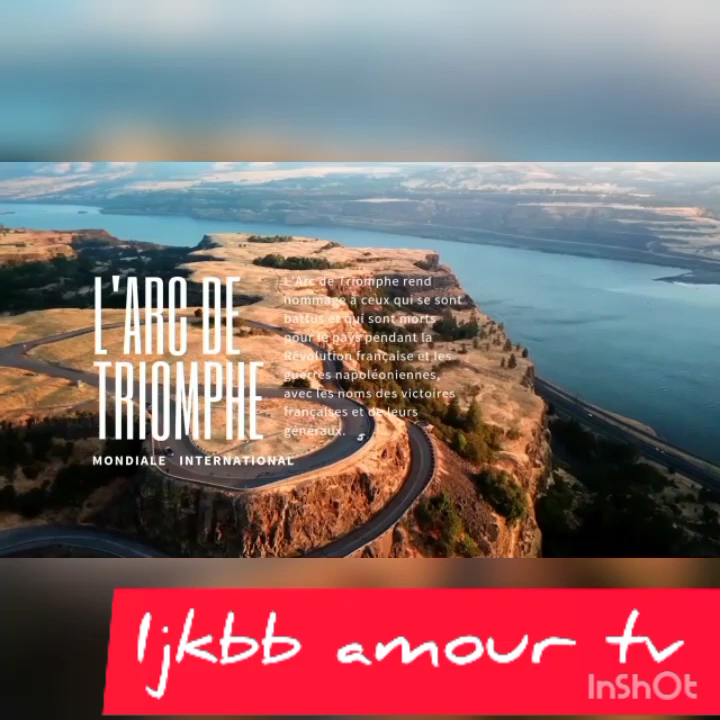 L'ARC DE
TRIOMPHE
MONDIALE INTERNATIONAL
L'Arc de Triomphe rend
hommage à ceux qui se sont
battus et qui sont morts
pour le pays pendant la
Révolution française et les
guerres napoléoniennes,
avec les noms des victoires
françaises et de leurs
généraux.
5
ljkbb amour tv
InShOt